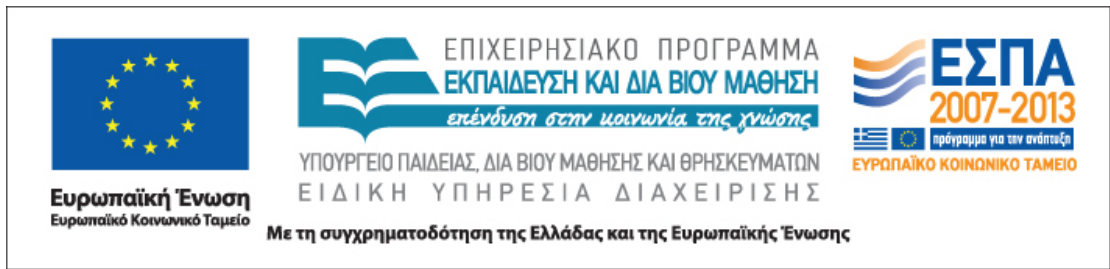 Ευρωπαϊκή Ένωση
Ευρωπαϊκό Κοινωνικό Ταμείο
ΕΠΙΧΕΙΡΗΣΙΑΚΟ ΠΡΟΓΡΑΜΜΑ
ΕΚΠΑΙΔΕΥΣΗ ΚΑΙ ΔΙΑ ΒΙΟΥ ΜΑΘΗΣΗ
επένδυση στην κοινωνία της γνώσης
ΥΠΟΥΡΓΕΙΟ ΠΑΙΔΕΙΑΣ, ΔΙΑ ΒΙΟΥ ΜΑΘΗΣΗΣ ΚΑΙ ΘΡΗΣΚΕΥΜΑΤΩΝ
ΕΙΔΙΚΗ ΥΠΗΡΕΣΙΑ ΔΙΑΧΕΙΡΙΣΗΣ
Με τη συγχρηματοδότηση της Ελλάδας και της Ευρωπαϊκής Ένωσης
ΕΣΠΑ
2007-2013
πρόγραμμα για την ανάπτυξη
ΕΥΡΩΠΑΪΚΟ ΚΟΙΝΩΝΙΚΟ ΤΑΜΕΙΟ